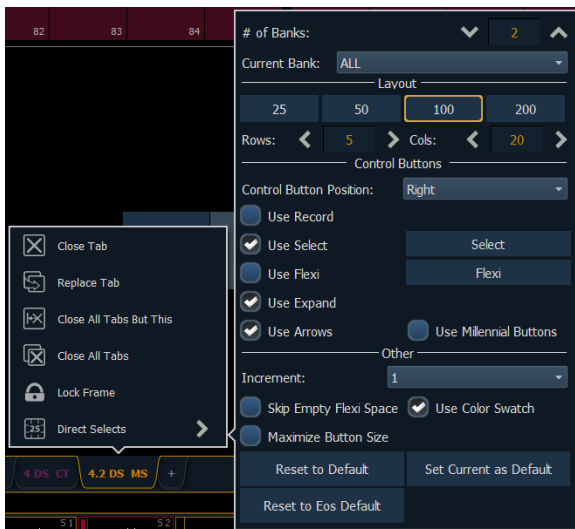 82 83 84
# of Banks: 2
Current Bank: ALL
Layout
25 50 100 200
Rows: 5 Cols: 20
Control Buttons
Control Button Position: Right
Use Record
Use Select Select
Use Flexi Flexi
Use Expand
Use Arrows Use Millennial Buttons
Other
Increment: 1
Skip Empty Flexi Space Use Color Swatch
Maximize Button Size
Reset to Default Set Current as Default
Reset to Eos Default
Close Tab
Replace Tab
Close All Tabs But This
Close All Tabs
Lock Frame
25 Direct Selects
4 DS CT 4.2 DS MS +
S 1 S 2